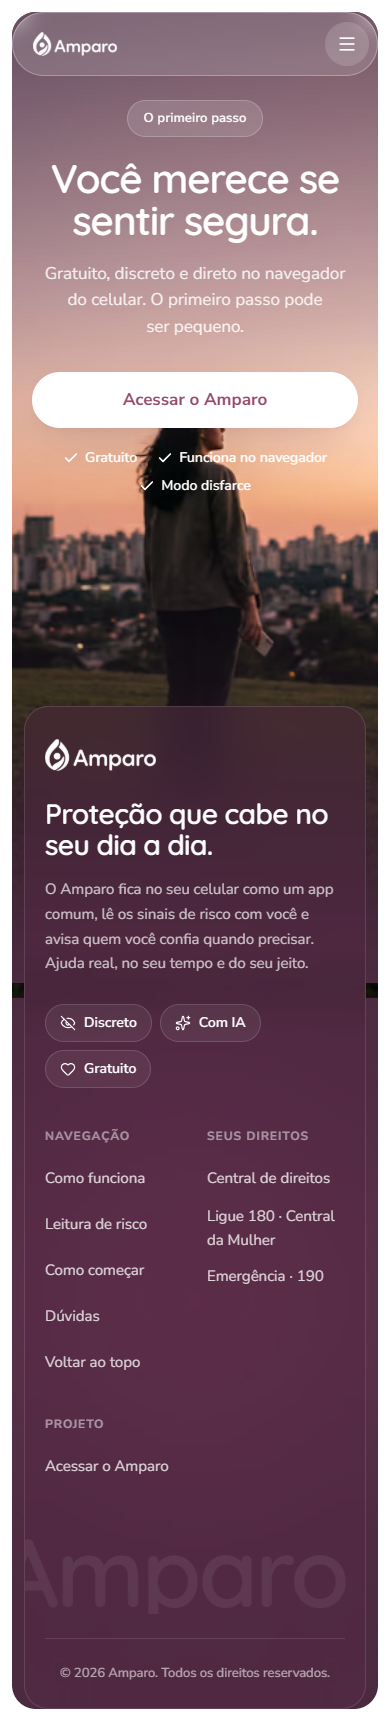 Amparo
O primeiro passo
Você merece se
sentir segura.
Gratuito, discreto e direto no navegador
do celular. O primeiro passo pode
ser pequeno.
Acessar o Amparo
Gratuito
Funciona no navegador
Modo disfarce
Amparo
Proteção que cabe no
seu dia a dia.
O Amparo fica no seu celular como um app
comum, lê os sinais de risco com você e
avisa quem você confia quando precisar.
Ajuda real, no seu tempo e do seu jeito.
Discreto
Com IA
Gratuito
NAVEGAÇÃO
Como funciona
Leitura de risco
Como começar
Dúvidas
Voltar ao topo
SEUS DIREITOS
Central de direitos
Ligue 180 · Central
da Mulher
Emergência · 190
PROJETO
Acessar o Amparo
Amparo
© 2026 Amparo. Todos os direitos reservados.